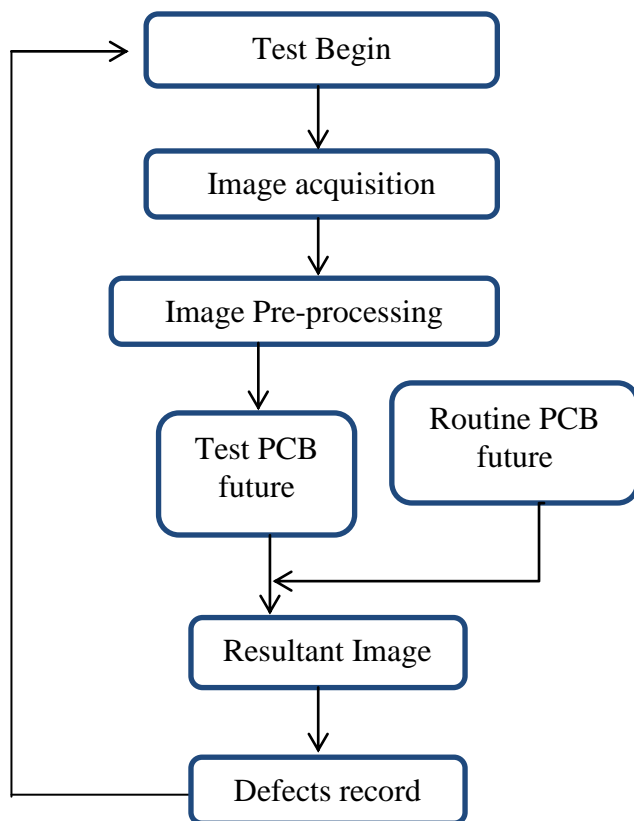 Test Begin
Image acquisition
Image Pre-processing
Test PCB
future
Routine PCB
future
Resultant Image
Defects record